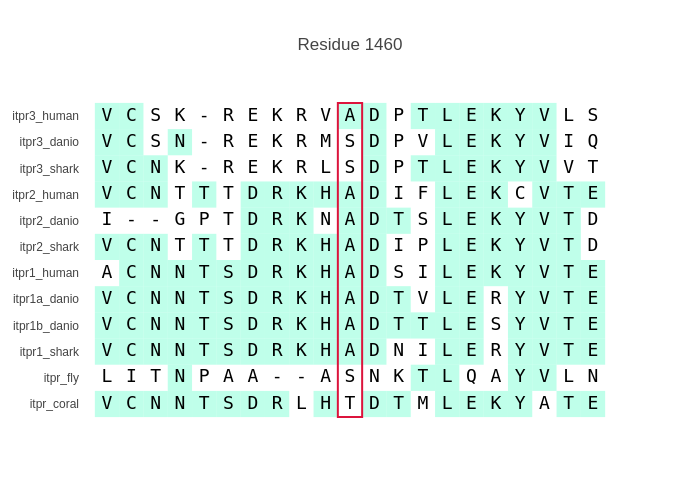 Residue 1460
itpr3_human V C S K - R E K R V A D P T L E K Y V L S
itpr3_danio V C S N - R E K R M S D P V L E K Y V I Q
itpr3_shark V C N K - R E K R L S D P T L E K Y V V T
itpr2_human V C N T T T D R K H A D I F L E K C V T E
itpr2_danio I - - G P T D R K N A D T S L E K Y V T D
itpr2_shark V C N T T T D R K H A D I P L E K Y V T D
itpr1_human A C N N T S D R K H A D S I L E K Y V T E
itpr1a_danio V C N N T S D R K H A D T V L E R Y V T E
itpr1b_danio V C N N T S D R K H A D T T L E S Y V T E
itpr1_shark V C N N T S D R K H A D N I L E R Y V T E
itpr_fly L I T N P A A - - A S N K T L Q A Y V L N
itpr_coral V C N N T S D R L H T D T M L E K Y A T E